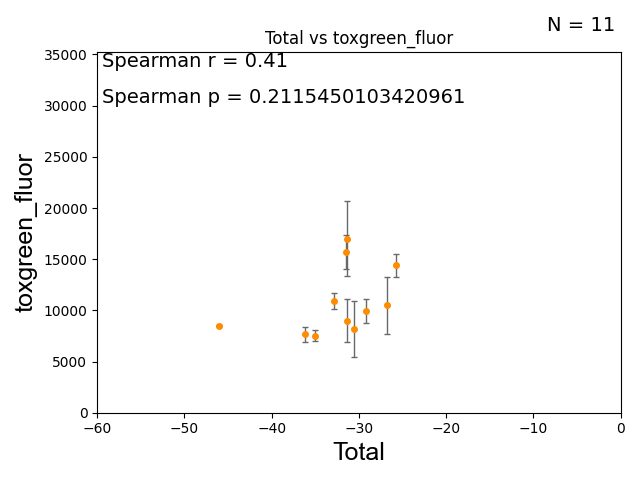 N = 11
Total vs toxgreen_fluor
Spearman r = 0.41
Spearman p = 0.2115450103420961
35000
30000
25000
20000
15000
10000
5000
0
toxgreen_fluor
−60 −50 −40 −30 −20 −10 0
Total